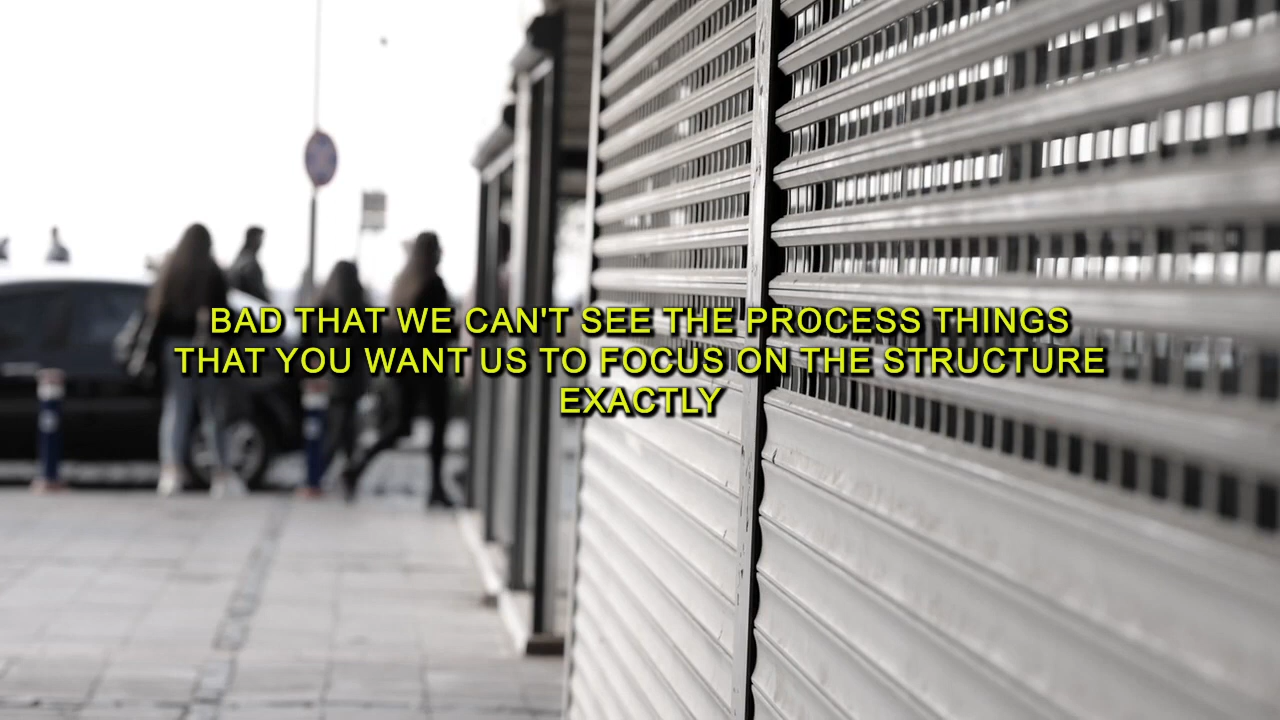 BAD THAT WE CAN'T SEE THE PROCESS THINGS
THAT YOU WANT US TO FOCUS ON THE STRUCTURE
EXACTLY